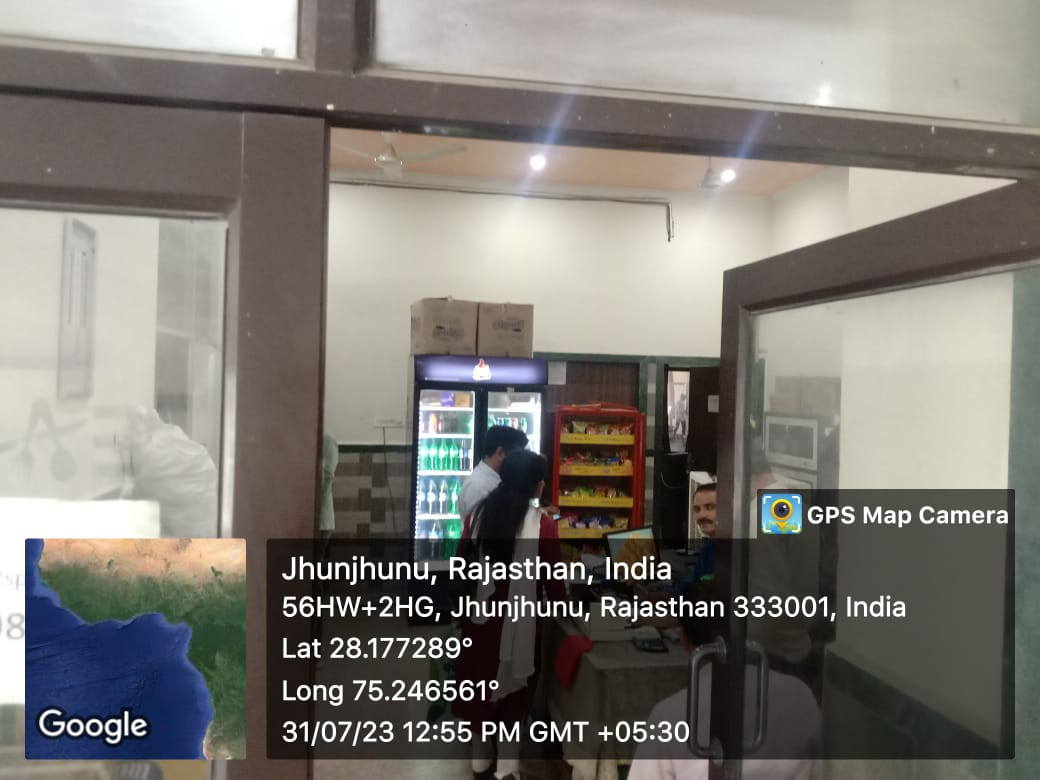 GPS Map Camera
Jhunjhunu, Rajasthan, India
56HW+2HG, Jhunjhunu, Rajasthan 333001, India
Lat 28.177289°
Long 75.246561°
31/07/23 12:55 PM GMT +05:30
Google